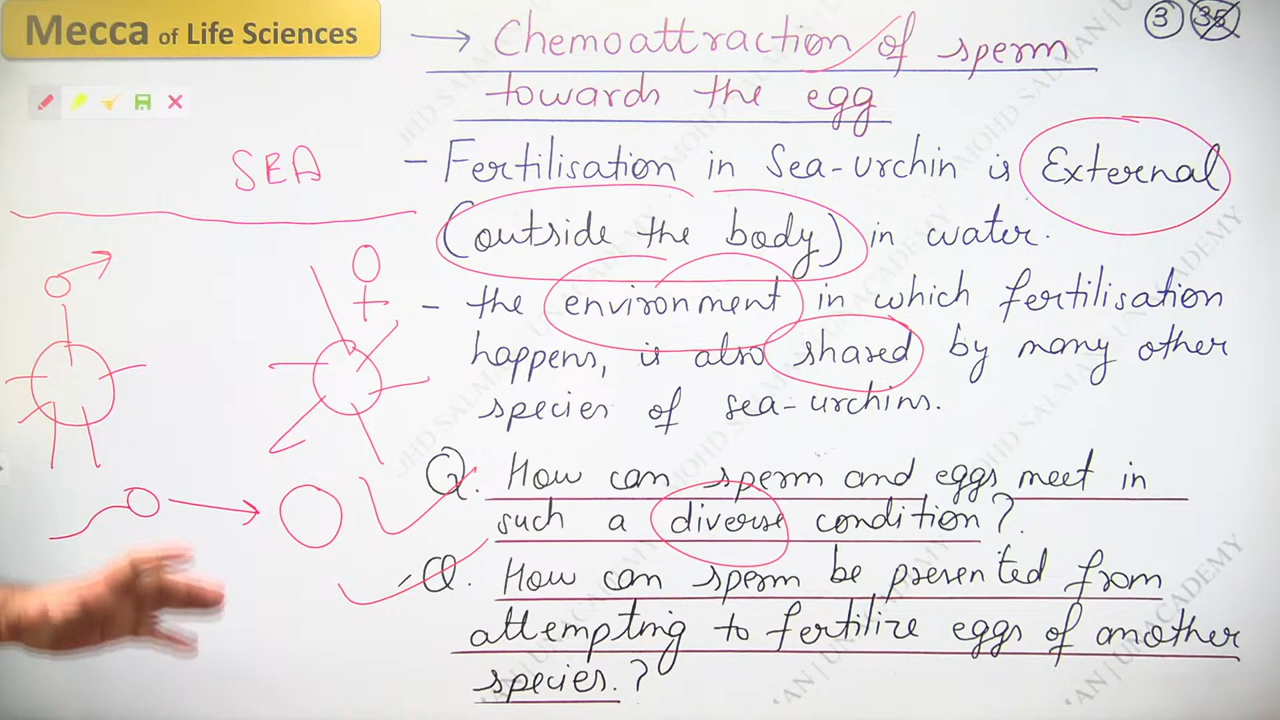 Mecca of Life Sciences
3 35
→ Chemoattraction of sperm
towards the egg
SEA
- Fertilisation in Sea-urchin is External
(outside the body) in water.
- the environment in which fertilisation
happens, is also shared by many other
species of sea-urchins.
Q. How can sperm and eggs meet in
such a diverse condition?
Q. How can sperm be presented from
attempting to fertilize eggs of another
species.?